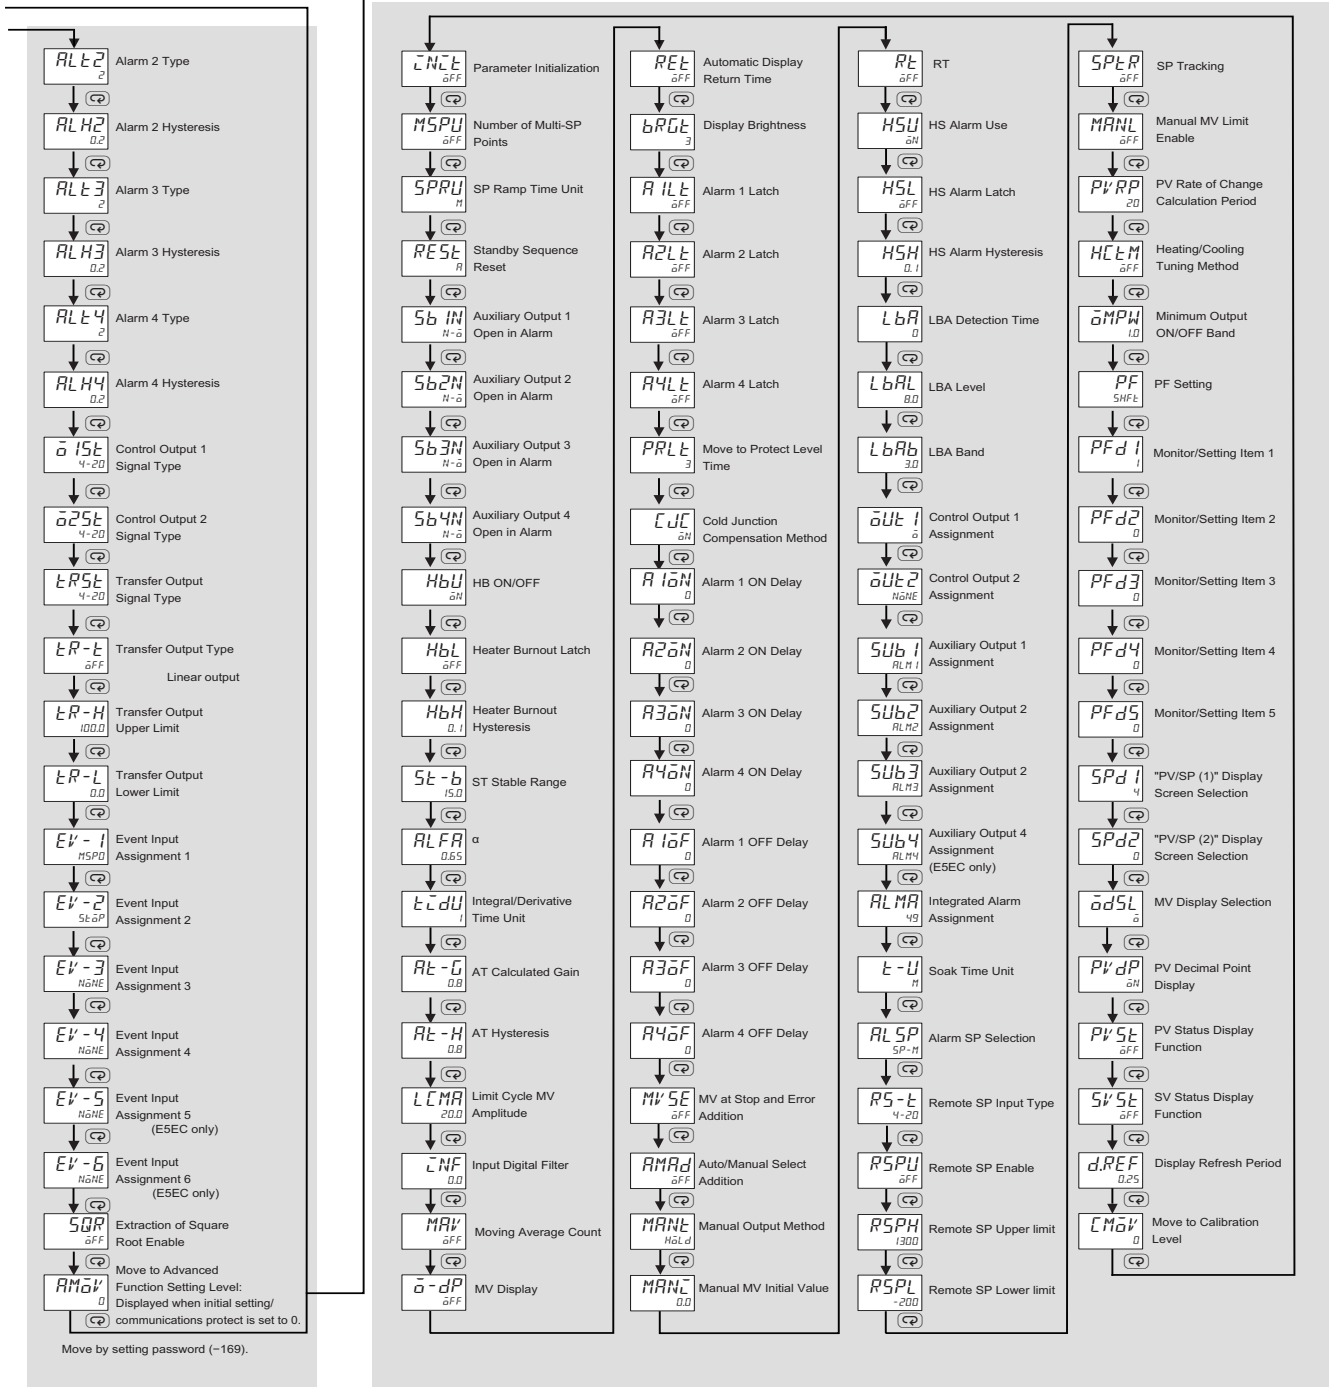 ALt2
2
Alarm 2 Type
ALH2
0.2
Alarm 2 Hysteresis
ALt3
2
Alarm 3 Type
ALH3
0.2
Alarm 3 Hysteresis
ALt4
2
Alarm 4 Type
ALH4
0.2
Alarm 4 Hysteresis
o1St
4-20
Control Output 1
Signal Type
o2St
4-20
Control Output 2
Signal Type
tRSt
4-20
Transfer Output
Signal Type
tR-t
oFF
Transfer Output Type
Linear output
tR-H
100.0
Transfer Output
Upper Limit
tR-L
0.0
Transfer Output
Lower Limit
EV-1
MSP0
Event Input
Assignment 1
EV-2
StoP
Event Input
Assignment 2
EV-3
NoNE
Event Input
Assignment 3
EV-4
NoNE
Event Input
Assignment 4
EV-5
NoNE
Event Input
Assignment 5
(E5EC only)
EV-6
NoNE
Event Input
Assignment 6
(E5EC only)
SQR
oFF
Extraction of Square
Root Enable
AMoV
0
Move to Advanced
Function Setting Level:
Displayed when initial setting/
communications protect is set to 0.
Move by setting password (−169).
iNit
oFF
Parameter Initialization
MSPU
oFF
Number of Multi-SP
Points
SPRU
M
SP Ramp Time Unit
RESt
A
Standby Sequence
Reset
Sb1N
N-o
Auxiliary Output 1
Open in Alarm
Sb2N
N-o
Auxiliary Output 2
Open in Alarm
Sb3N
N-o
Auxiliary Output 3
Open in Alarm
Sb4N
N-o
Auxiliary Output 4
Open in Alarm
HbU
oN
HB ON/OFF
HbL
oFF
Heater Burnout Latch
HbH
0.1
Heater Burnout
Hysteresis
St-b
15.0
ST Stable Range
ALFA
0.65
α
tidU
1
Integral/Derivative
Time Unit
At-G
0.8
AT Calculated Gain
At-H
0.8
AT Hysteresis
LCMA
20.0
Limit Cycle MV
Amplitude
iNF
0.0
Input Digital Filter
MAV
oFF
Moving Average Count
o-dP
oFF
MV Display
REt
oFF
Automatic Display
Return Time
bRGt
3
Display Brightness
A1Lt
oFF
Alarm 1 Latch
A2Lt
oFF
Alarm 2 Latch
A3Lt
oFF
Alarm 3 Latch
A4Lt
oFF
Alarm 4 Latch
PRLt
3
Move to Protect Level
Time
CJC
oN
Cold Junction
Compensation Method
A1oN
0
Alarm 1 ON Delay
A2oN
0
Alarm 2 ON Delay
A3oN
0
Alarm 3 ON Delay
A4oN
0
Alarm 4 ON Delay
A1oF
0
Alarm 1 OFF Delay
A2oF
0
Alarm 2 OFF Delay
A3oF
0
Alarm 3 OFF Delay
A4oF
0
Alarm 4 OFF Delay
MVSE
oFF
MV at Stop and Error
Addition
AMAd
oFF
Auto/Manual Select
Addition
MANt
HoLd
Manual Output Method
MANi
0.0
Manual MV Initial Value
Rt
oFF
RT
HSU
oN
HS Alarm Use
HSL
oFF
HS Alarm Latch
HSH
0.1
HS Alarm Hysteresis
LbA
0
LBA Detection Time
LbAL
8.0
LBA Level
LbAb
3.0
LBA Band
oUt1
o
Control Output 1
Assignment
oUt2
NoNE
Control Output 2
Assignment
SUb1
ALM1
Auxiliary Output 1
Assignment
SUb2
ALM2
Auxiliary Output 2
Assignment
SUb3
ALM3
Auxiliary Output 2
Assignment
SUb4
ALM4
Auxiliary Output 4
Assignment
(E5EC only)
ALMA
49
Integrated Alarm
Assignment
t-U
M
Soak Time Unit
ALSP
SP-M
Alarm SP Selection
RS-t
4-20
Remote SP Input Type
RSPU
oFF
Remote SP Enable
RSPH
1300
Remote SP Upper limit
RSPL
-200
Remote SP Lower limit
SPtR
oFF
SP Tracking
MANL
oFF
Manual MV Limit
Enable
PVRP
20
PV Rate of Change
Calculation Period
HCtM
oFF
Heating/Cooling
Tuning Method
oMPW
1.0
Minimum Output
ON/OFF Band
PF
SHFt
PF Setting
PFd1
1
Monitor/Setting Item 1
PFd2
0
Monitor/Setting Item 2
PFd3
0
Monitor/Setting Item 3
PFd4
0
Monitor/Setting Item 4
PFd5
0
Monitor/Setting Item 5
SPd1
4
"PV/SP (1)" Display
Screen Selection
SPd2
0
"PV/SP (2)" Display
Screen Selection
odSL
o
MV Display Selection
PVdP
oN
PV Decimal Point
Display
PVSt
oFF
PV Status Display
Function
SVSt
oFF
SV Status Display
Function
d.REF
0.25
Display Refresh Period
CMoV
0
Move to Calibration
Level